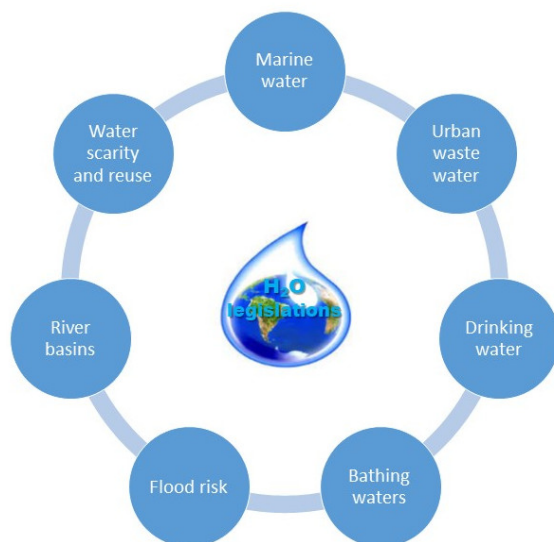 Marine
water
Urban
waste
water
Drinking
water
Bathing
waters
Flood risk
River
basins
Water
scarity
and reuse
H₂O
legislations